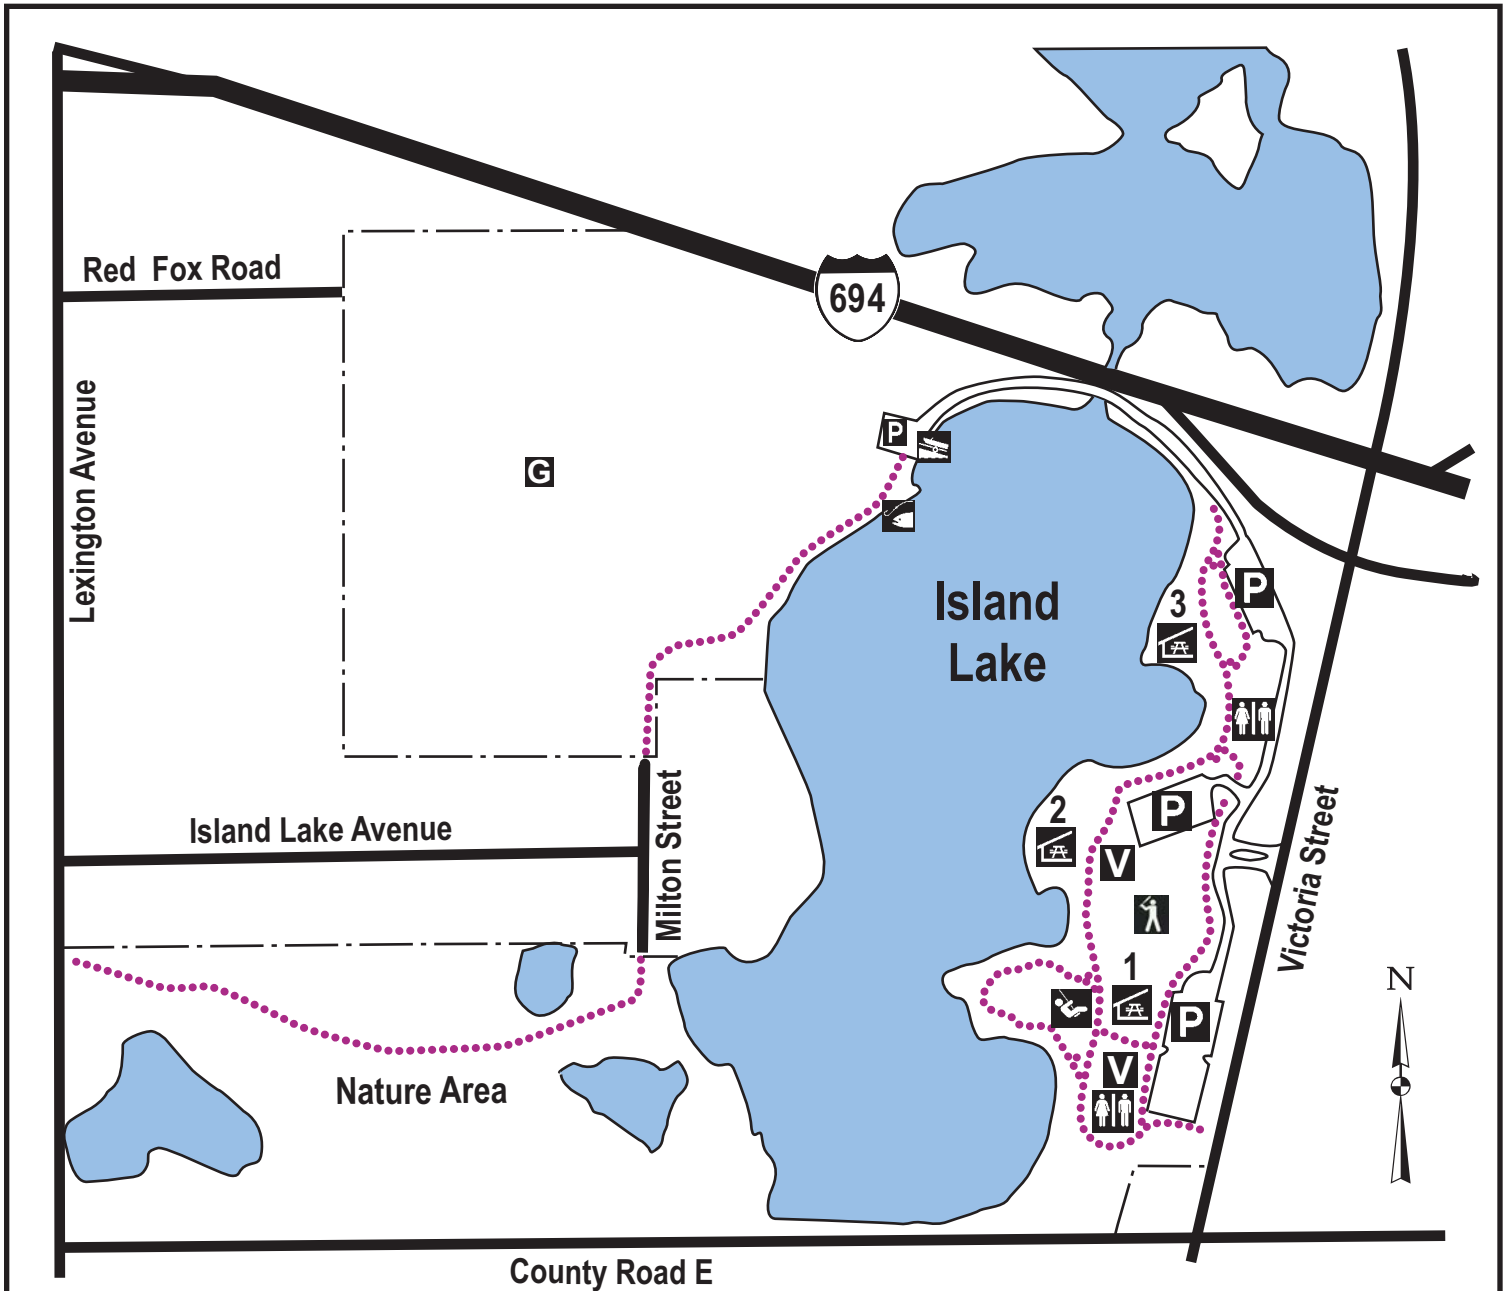 N
Red Fox Road
694
Lexington Avenue
G
P
Island
Lake
3
P
2
P
Island Lake Avenue
Milton Street
V
Victoria Street
1
P
V
Nature Area
County Road E